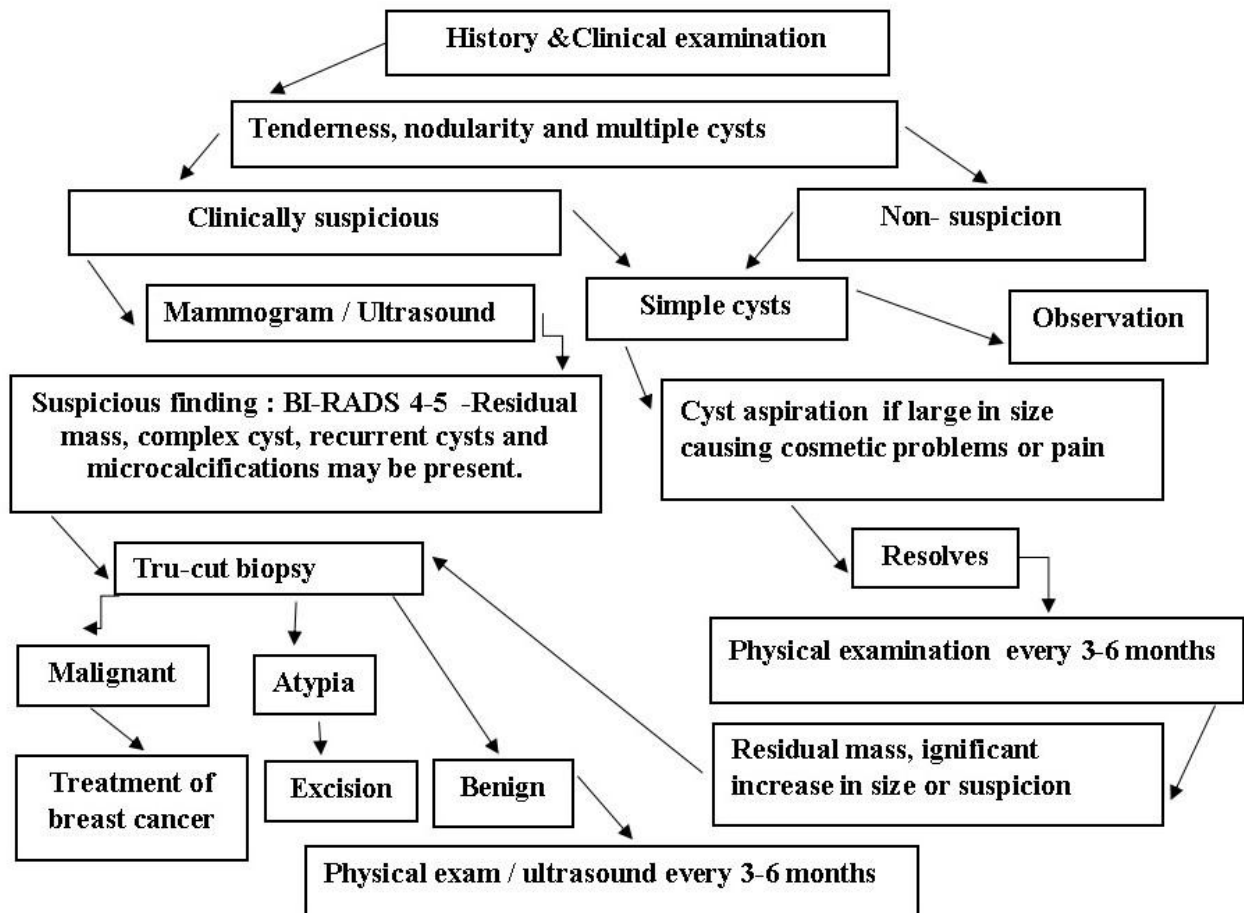 History &Clinical examination
Tenderness, nodularity and multiple cysts
Clinically suspicious
Non- suspicion
Mammogram / Ultrasound
Simple cysts
Observation
Suspicious finding : BI-RADS 4-5 -Residual
mass, complex cyst, recurrent cysts and
microcalcifications may be present.
Cyst aspiration if large in size
causing cosmetic problems or pain
Tru-cut biopsy
Resolves
Malignant
Atypia
Physical examination every 3-6 months
Treatment of
breast cancer
Excision
Benign
Residual mass, ignificant
increase in size or suspicion
Physical exam / ultrasound every 3-6 months